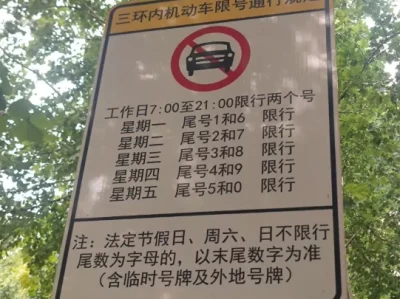 三环内机动车限号通行规定
工作日7:00至21:00限行两个号
星期一 尾号1和6 限行
星期二 尾号2和7 限行
星期三 尾号3和8 限行
星期四 尾号4和9 限行
星期五 尾号5和0 限行
注：法定节假日、周六、日不限行
尾数为字母的，以末尾数字为准
（含临时号牌及外地号牌）